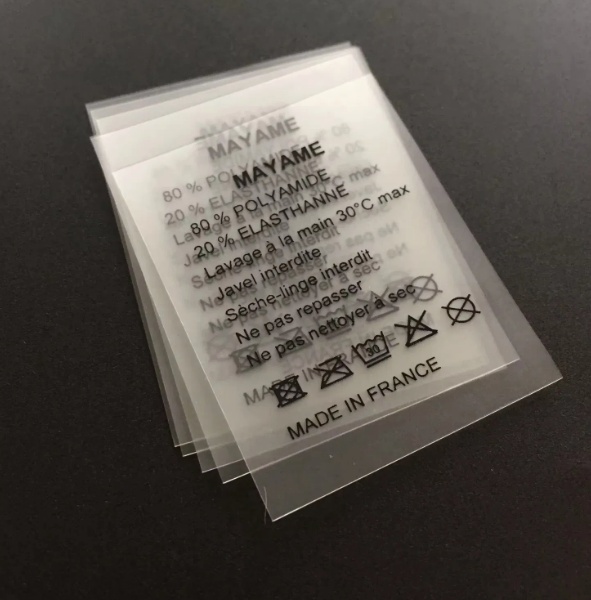 MAYAME
80 % POLYAMIDE
20 % ELASTHANNE
Lavage à la main 30°C max
Javel interdite
Sèche-linge interdit
Ne pas repasser
Ne pas nettoyer à sec
30
MADE IN FRANCE